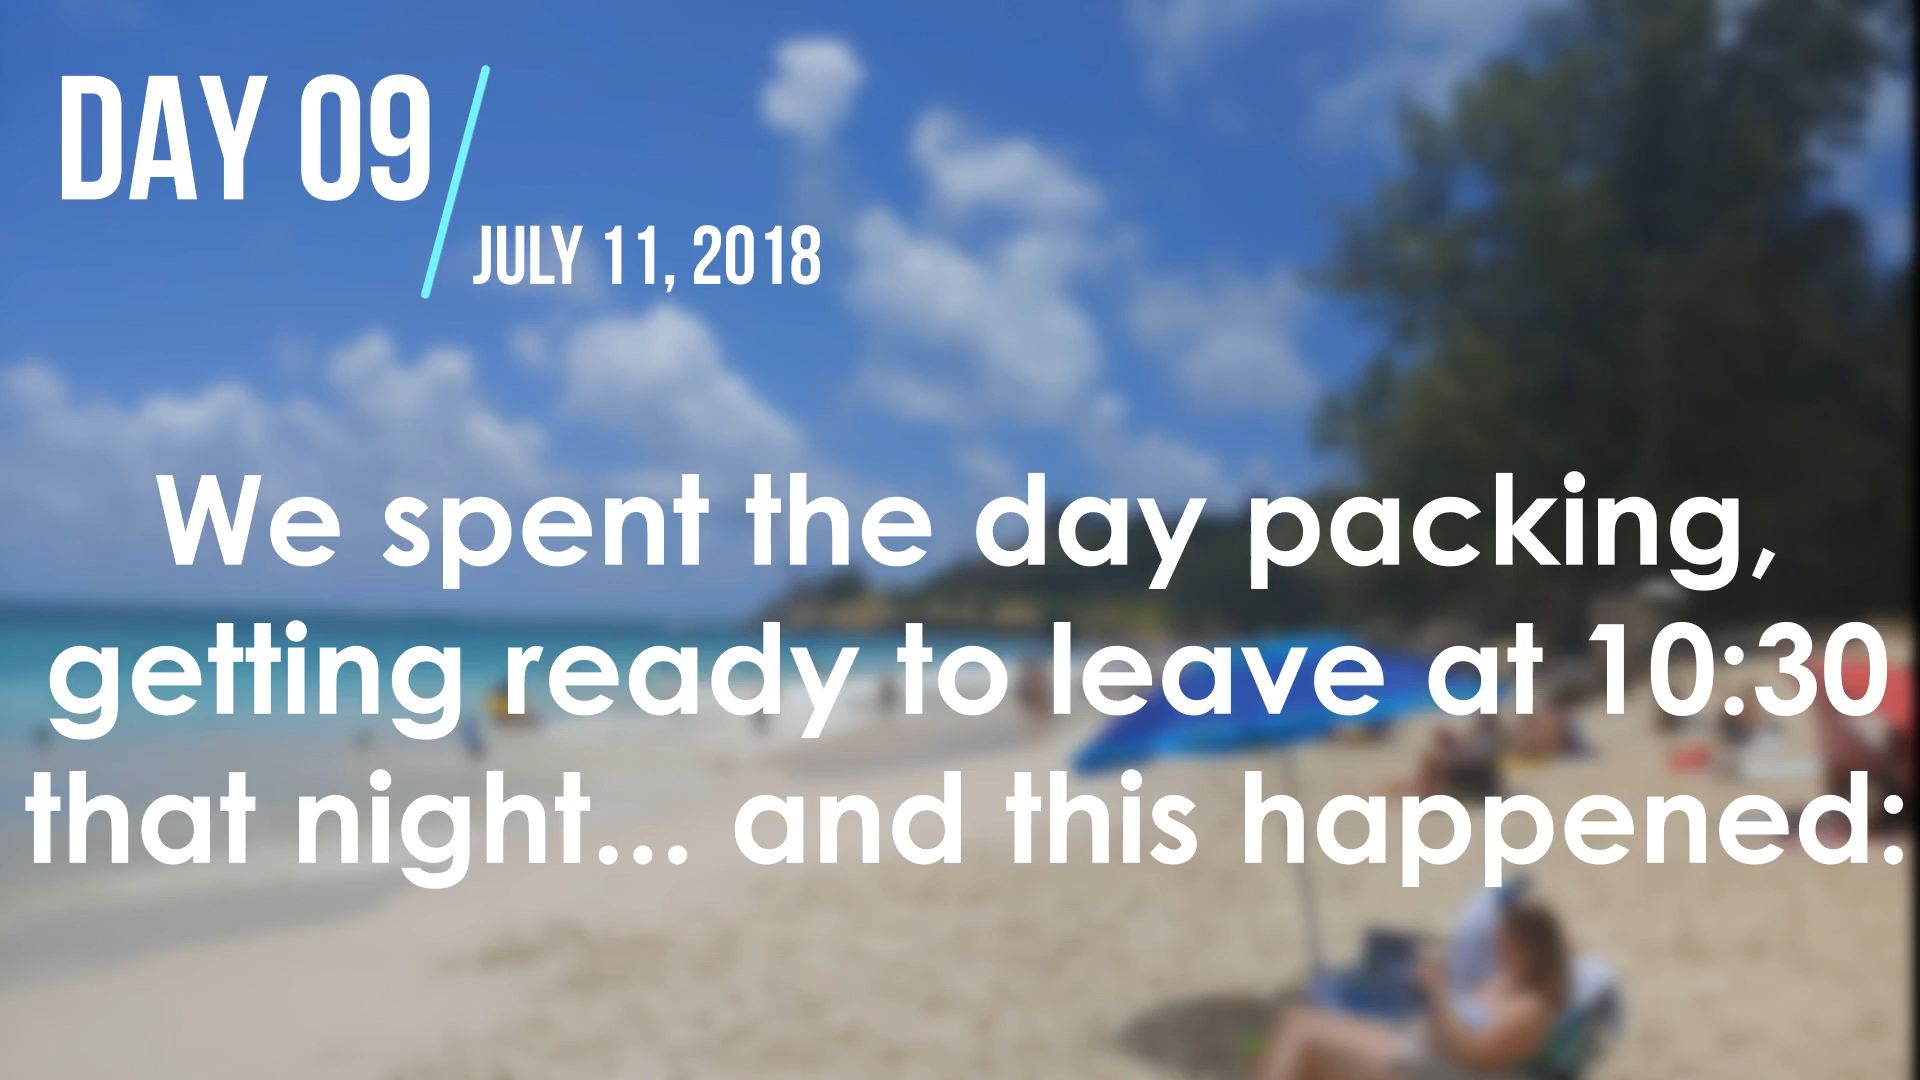 DAY 09
JULY 11, 2018
We spent the day packing,
getting ready to leave at 10:30
that night... and this happened: